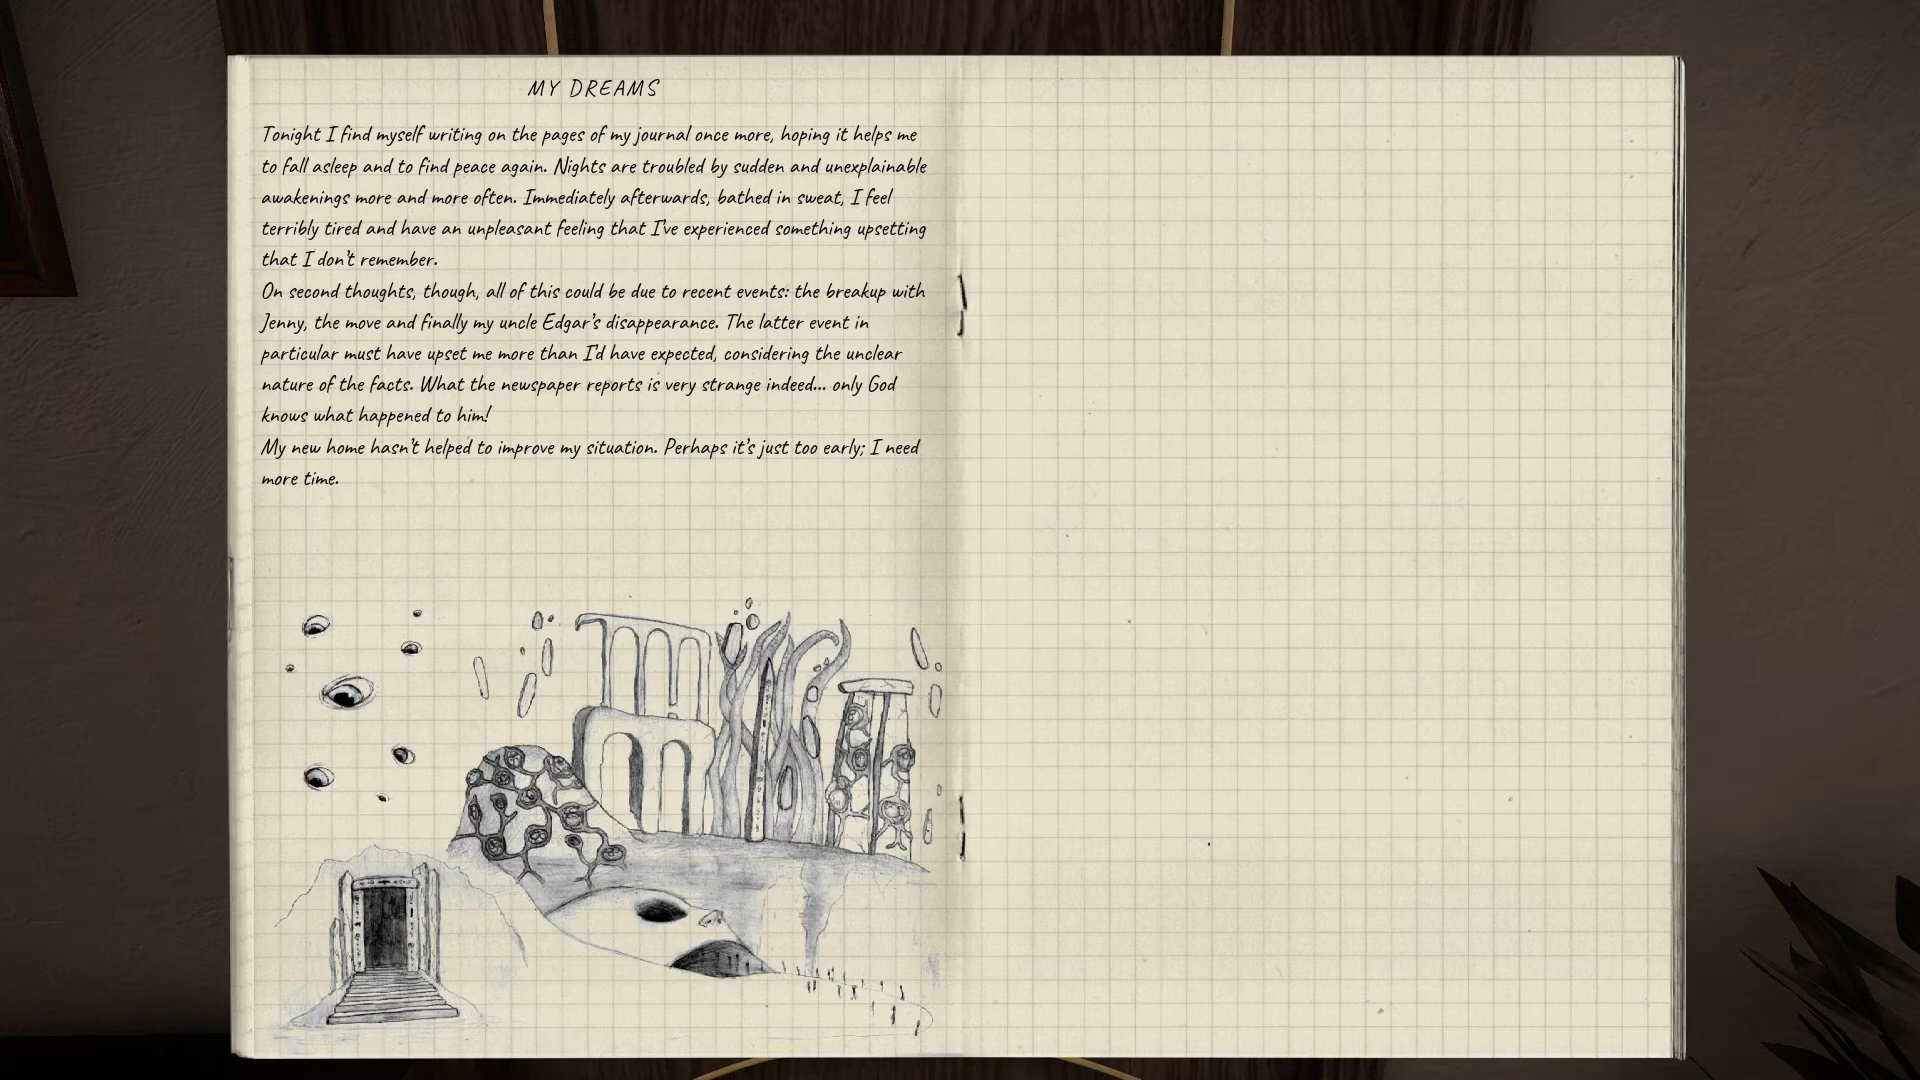 MY DREAMS
Tonight I find myself writing on the pages of my journal once more, hoping it helps me
to fall asleep and to find peace again. Nights are troubled by sudden and unexplainable
awakenings more and more often. Immediately afterwards, bathed in sweat, I feel
terribly tired and have an unpleasant feeling that I've experienced something upsetting
that I don't remember.
On second thoughts, though, all of this could be due to recent events: the breakup with
Jenny, the move and finally my uncle Edgar's disappearance. The latter event in
particular must have upset me more than I'd have expected, considering the unclear
nature of the facts. What the newspaper reports is very strange indeed... only God
knows what happened to him!
My new home hasn't helped to improve my situation. Perhaps it's just too early; I need
more time.